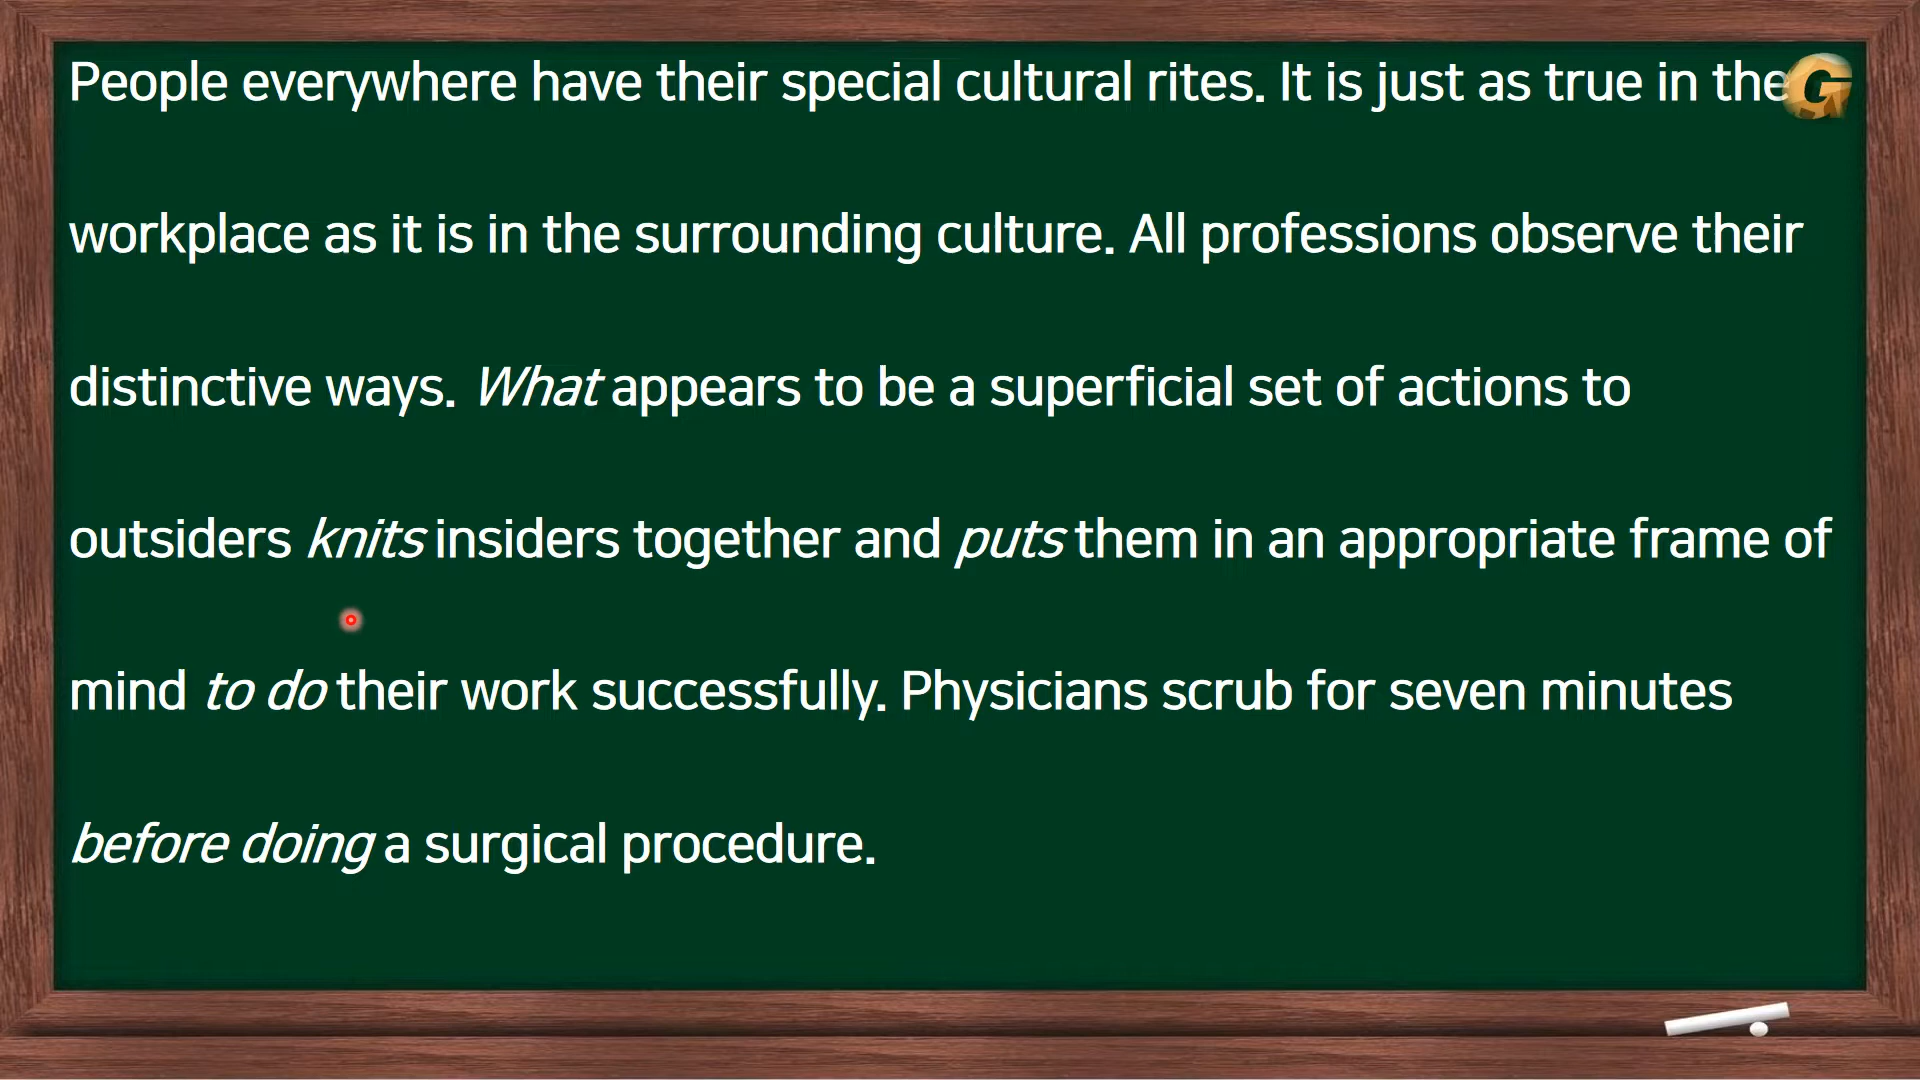 People everywhere have their special cultural rites. It is just as true in the
workplace as it is in the surrounding culture. All professions observe their
distinctive ways. What appears to be a superficial set of actions to
outsiders knits insiders together and puts them in an appropriate frame of
mind to do their work successfully. Physicians scrub for seven minutes
before doing a surgical procedure.